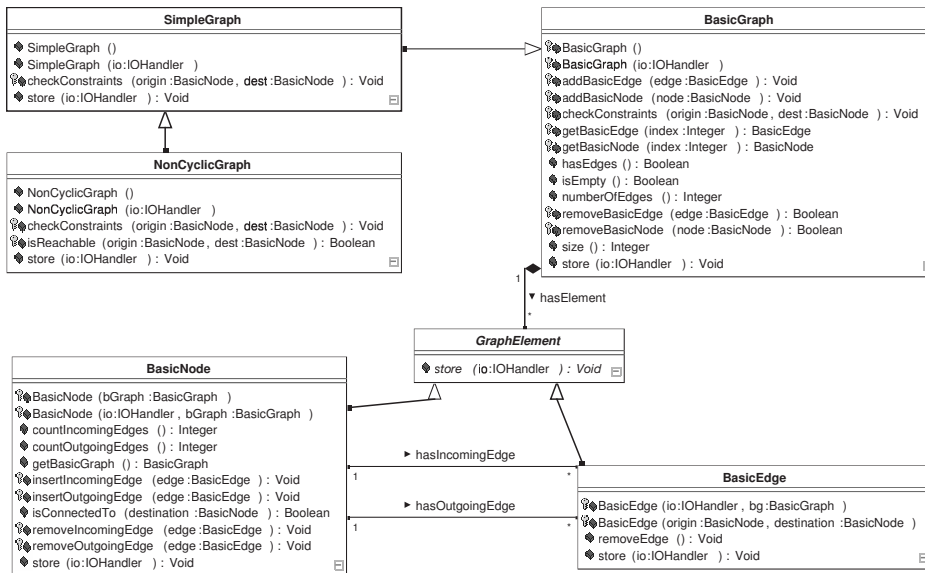 SimpleGraph
SimpleGraph ()
SimpleGraph (io:IOHandler )
checkConstraints (origin :BasicNode, dest :BasicNode ) : Void
store (io:IOHandler ) : Void
BasicGraph
BasicGraph ()
BasicGraph (io:IOHandler )
addBasicEdge (edge :BasicEdge ) : Void
addBasicNode (node :BasicNode ) : Void
checkConstraints (origin :BasicNode, dest :BasicNode ) : Void
getBasicEdge (index :Integer ) : BasicEdge
getBasicNode (index :Integer ) : BasicNode
hasEdges () : Boolean
isEmpty () : Boolean
numberOfEdges () : Integer
removeBasicEdge (edge :BasicEdge ) : Boolean
removeBasicNode (node :BasicNode ) : Boolean
size () : Integer
store (io:IOHandler ) : Void
NonCyclicGraph
NonCyclicGraph ()
NonCyclicGraph (io:IOHandler )
checkConstraints (origin :BasicNode, dest :BasicNode ) : Void
isReachable (origin :BasicNode, dest :BasicNode ) : Boolean
store (io:IOHandler ) : Void
1
hasElement
*
GraphElement
store (io:IOHandler ) : Void
BasicNode
BasicNode (bGraph :BasicGraph )
BasicNode (io:IOHandler , bGraph :BasicGraph )
countIncomingEdges () : Integer
countOutgoingEdges () : Integer
getBasicGraph () : BasicGraph
insertIncomingEdge (edge :BasicEdge ) : Void
insertOutgoingEdge (edge :BasicEdge ) : Void
isConnectedTo (destination :BasicNode ) : Boolean
removeIncomingEdge (edge :BasicEdge ) : Void
removeOutgoingEdge (edge :BasicEdge ) : Void
store (io:IOHandler ) : Void
hasIncomingEdge
1 *
hasOutgoingEdge
1 *
BasicEdge
BasicEdge (io:IOHandler , bg :BasicGraph )
BasicEdge (origin :BasicNode, destination :BasicNode )
removeEdge () : Void
store (io:IOHandler ) : Void